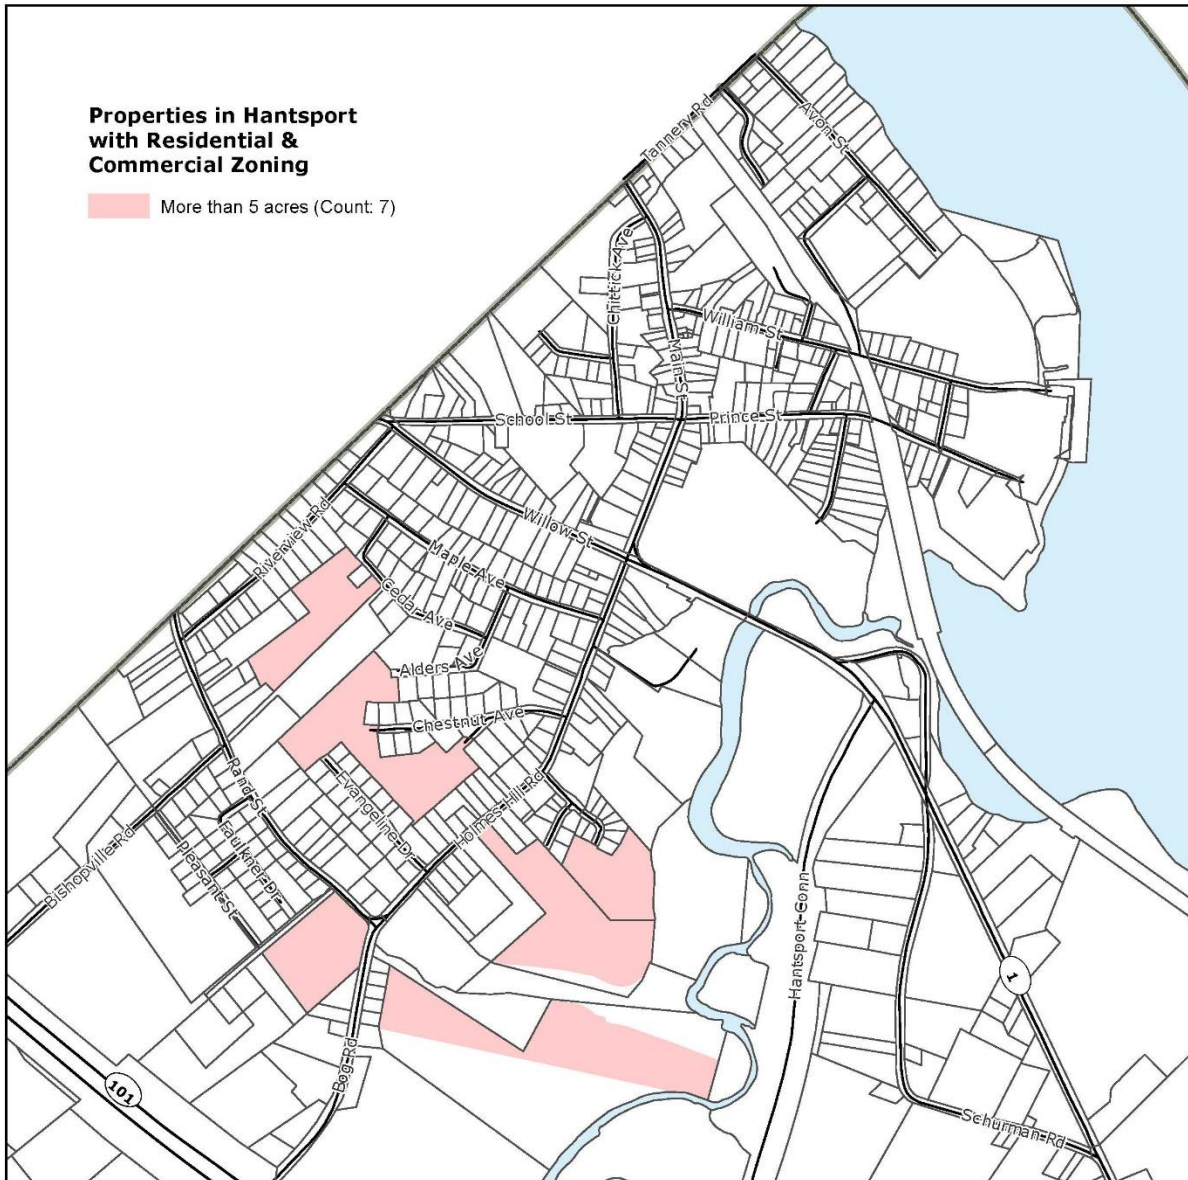 Properties in Hantsport
with Residential &
Commercial Zoning
More than 5 acres (Count: 7)
Tannery Rd
Avon St
Chittick Ave
William St
Main St
School St
Prince St
Riverview Rd
Willow St
Maple Ave
Cedar Ave
Alders Ave
Chestnut Ave
Rand St
Evangeline Dr
Holmes Hill Rd
Bishopville Rd
Faulkner Dr
Pleasant St
Hantsport Conn
1
Bog Rd
101
Schurman Rd